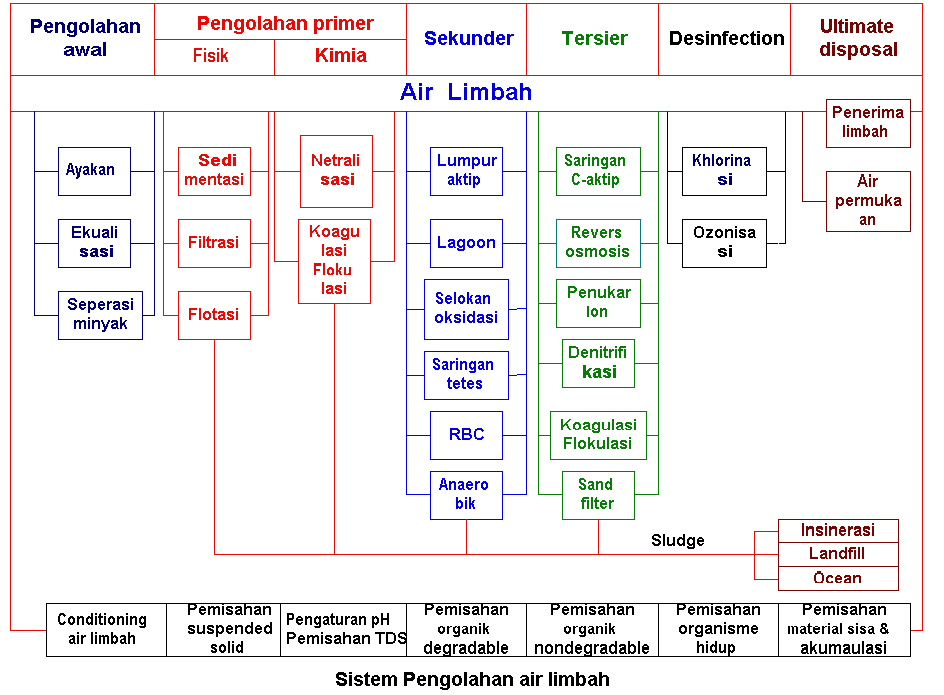 Pengolahan
awal
Pengolahan primer
Fisik
Kimia
Sekunder
Tersier
Desinfection
Ultimate
disposal
Air Limbah
Ayakan
Ekuali
sasi
Seperasi
minyak
Sedi
mentasi
Filtrasi
Flotasi
Netrali
sasi
Koagu
lasi
Floku
lasi
Lumpur
aktip
Lagoon
Selokan
oksidasi
Saringan
tetes
RBC
Anaero
bik
Saringan
C-aktip
Revers
osmosis
Penukar
Ion
Denitrifi
kasi
Koagulasi
Flokulasi
Sand
filter
Khlorina
si
Ozonisa
si
Penerima
limbah
Air
permuka
an
Sludge
Insinerasi
Landfill
Ocean
Conditioning
air limbah
Pemisahan
suspended
solid
Pengaturan pH
Pemisahan TDS
Pemisahan
organik
degradable
Pemisahan
organik
nondegradable
Pemisahan
organisme
hidup
Pemisahan
material sisa &
akumaulasi
Sistem Pengolahan air limbah